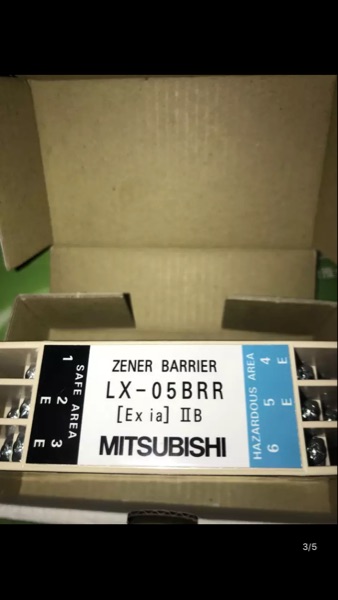 ZENER BARRIER
LX-05BRR
[Ex ia] ⅡB
MITSUBISHI
SAFE AREA
1 2 3
E E
HAZARDOUS AREA
4 5 6
E E
3/5